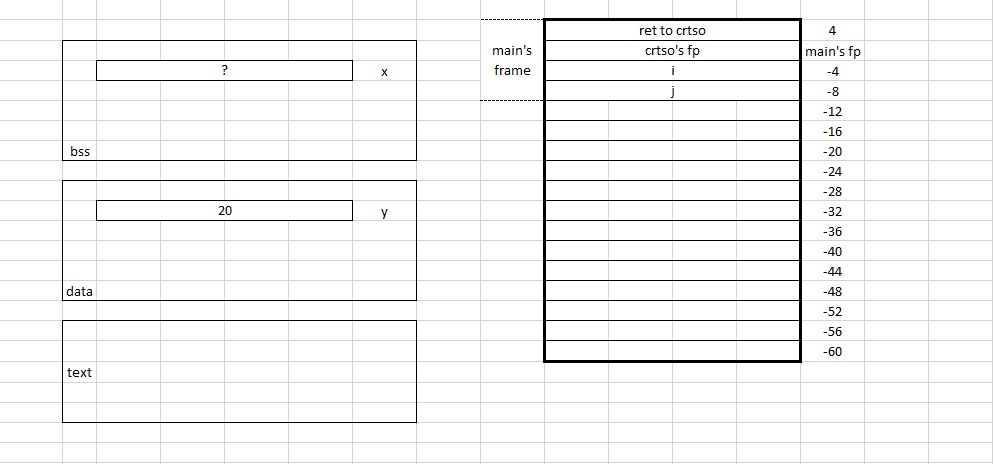 ? x
bss
20 y
data
text
ret to crtso 4
main's crtso's fp main's fp
frame i -4
j -8
-12
-16
-20
-24
-28
-32
-36
-40
-44
-48
-52
-56
-60